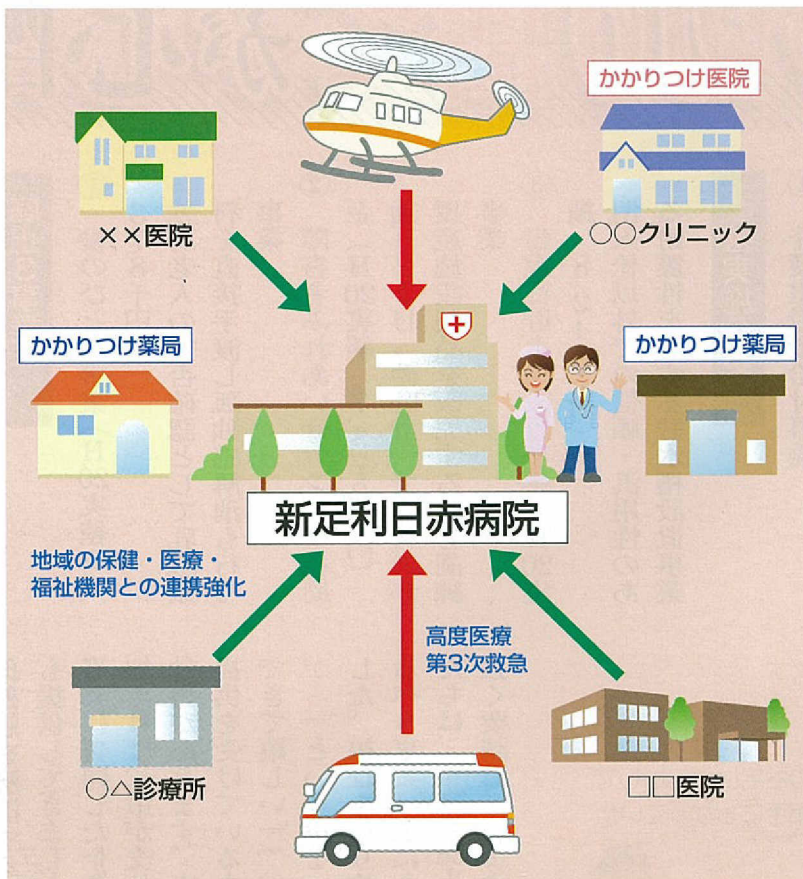 かかりつけ医院
××医院
○○クリニック
かかりつけ薬局
かかりつけ薬局
新足利日赤病院
地域の保健・医療・
福祉機関との連携強化
高度医療
第3次救急
○△診療所
□□医院